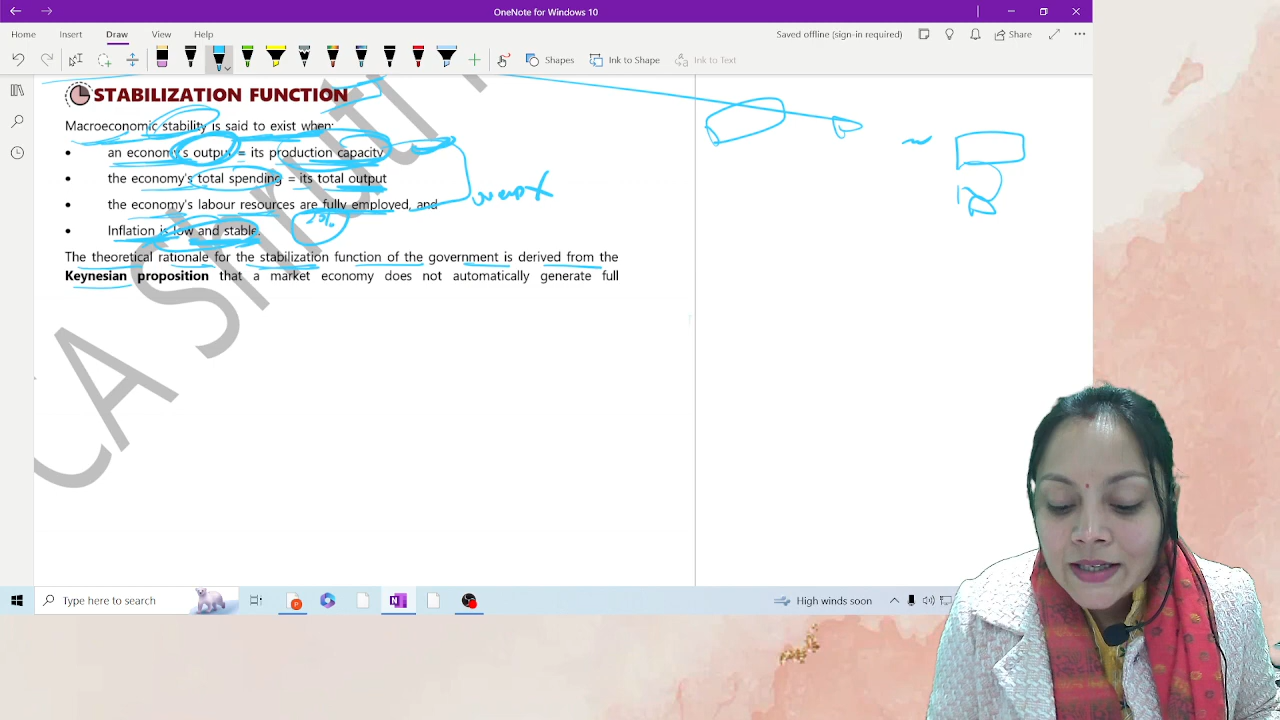 OneNote for Windows 10
Home Insert Draw View Help Saved offline (sign-in required) Share
Shapes Ink to Shape Ink to Text
STABILIZATION FUNCTION
Macroeconomic stability is said to exist when:
• an economy's output = its production capacity
• the economy's total spending = its total output
• the economy's labour resources are fully employed, and
• Inflation is low and stable.
2%
The theoretical rationale for the stabilization function of the government is derived from the
Keynesian proposition that a market economy does not automatically generate full
CA Shruti
Type here to search High winds soon